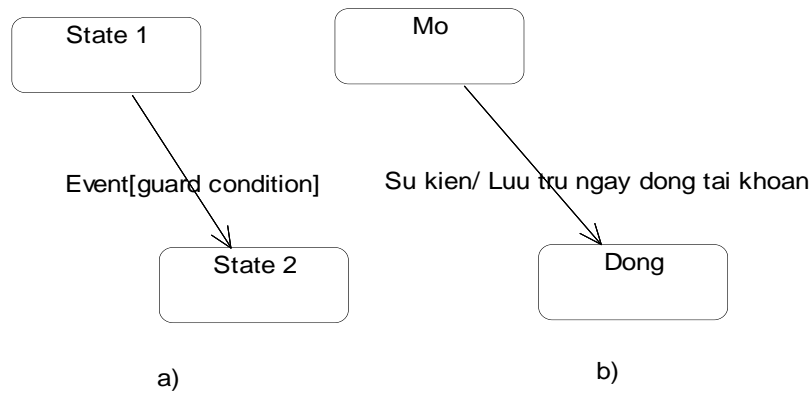 State 1
Event[guard condition]
State 2
a)
Mo
Su kien/ Luu tru ngay dong tai khoan
Dong
b)